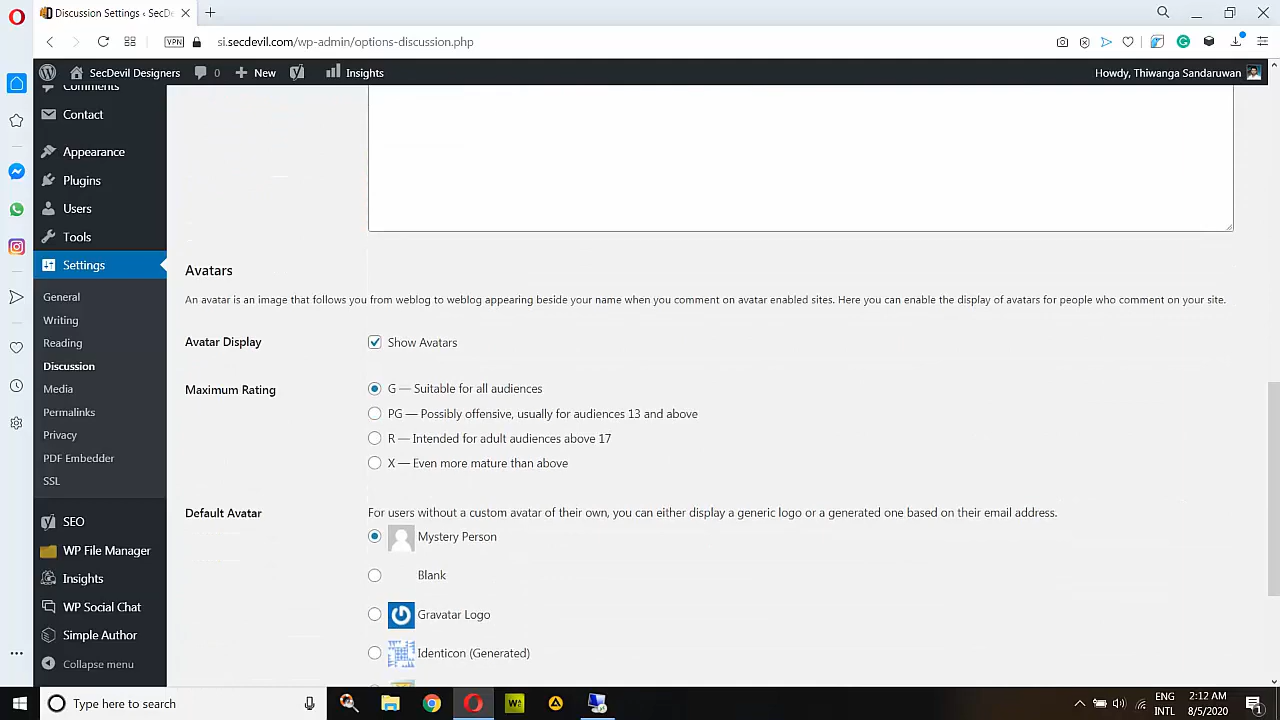 Discussion Settings ‹ SecD
VPN
si.secdevil.com/wp-admin/options-discussion.php
SecDevil Designers
0
New
Insights
Howdy, Thiwanga Sandaruwan
Comments
Contact
Appearance
Plugins
Users
Tools
Settings
General
Writing
Reading
Discussion
Media
Permalinks
Privacy
PDF Embedder
SSL
SEO
WP File Manager
Insights
WP Social Chat
Simple Author
Collapse menu
Avatars
An avatar is an image that follows you from weblog to weblog appearing beside your name when you comment on avatar enabled sites. Here you can enable the display of avatars for people who comment on your site.
Avatar Display
Show Avatars
Maximum Rating
G — Suitable for all audiences
PG — Possibly offensive, usually for audiences 13 and above
R — Intended for adult audiences above 17
X — Even more mature than above
Default Avatar
For users without a custom avatar of their own, you can either display a generic logo or a generated one based on their email address.
Mystery Person
Blank
Gravatar Logo
Identicon (Generated)
Type here to search
ENG
INTL
2:12 AM
8/5/2020
1